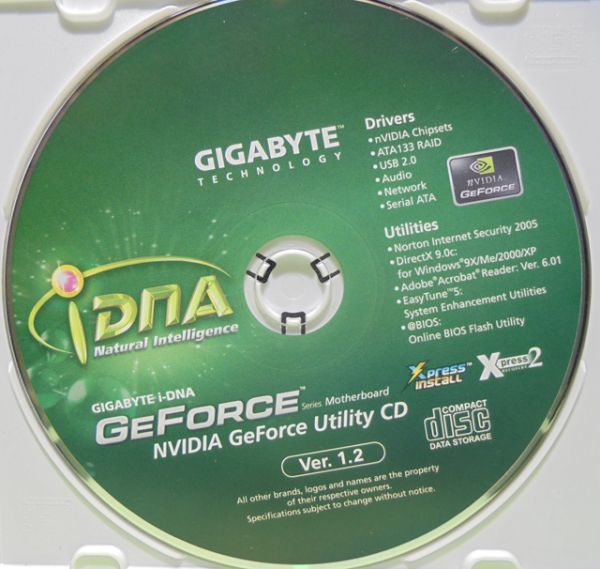 GIGABYTE™
TECHNOLOGY
Drivers
•nVIDIA Chipsets
•ATA133 RAID
•USB 2.0
•Audio
•Network
•Serial ATA
nVIDIA
GEFORCE
Utilities
•Norton Internet Security 2005
•DirectX 9.0c:
for Windows®9X/Me/2000/XP
•Adobe®Acrobat®Reader: Ver. 6.01
•EasyTune™5:
System Enhancement Utilities
•@BIOS:
Online BIOS Flash Utility
iDNA
Natural Intelligence
Xpress™
INSTALL
Xpress2
RECOVERY
GIGABYTE i-DNA
GEFORCE™ Series Motherboard
NVIDIA GeForce Utility CD
COMPACT
disc
DATA STORAGE
Ver. 1.2
All other brands, logos and names are the property
of their respective owners.
Specifications subject to change without notice.